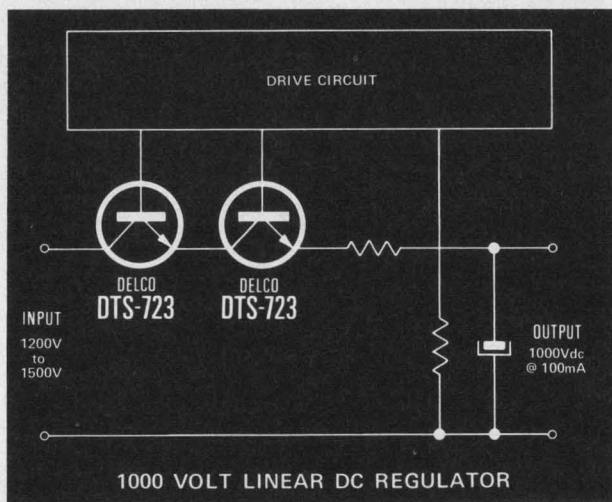 DRIVE CIRCUIT
DELCO
DTS-723
DELCO
DTS-723
INPUT
1200V
to
1500V
OUTPUT
1000Vdc
@ 100mA
1000 VOLT LINEAR DC REGULATOR